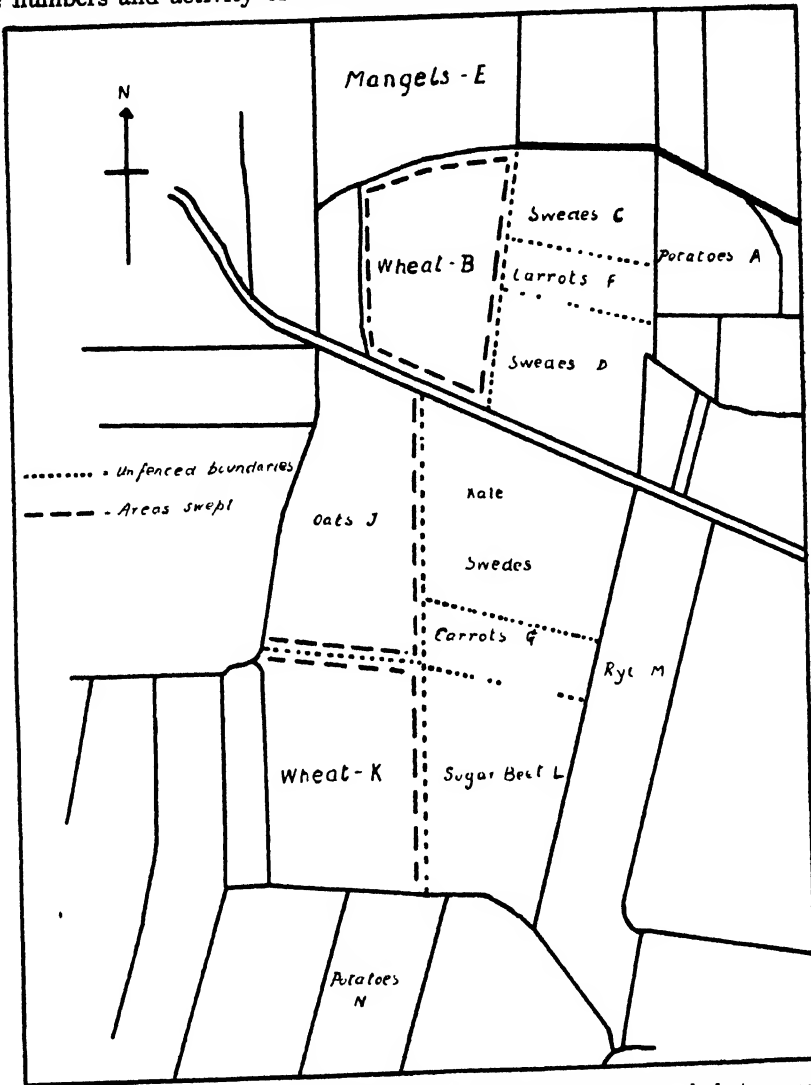 numbers and activity
N
Mangels - E
Swedes C
Wheat - B
Carrots F
Potatoes A
Swedes D
Unfenced boundaries
- Areas swept
Oats J
Kale
Swedes
Carrots G
Rye M
Wheat - K
Sugar Beet L
Potatoes
N